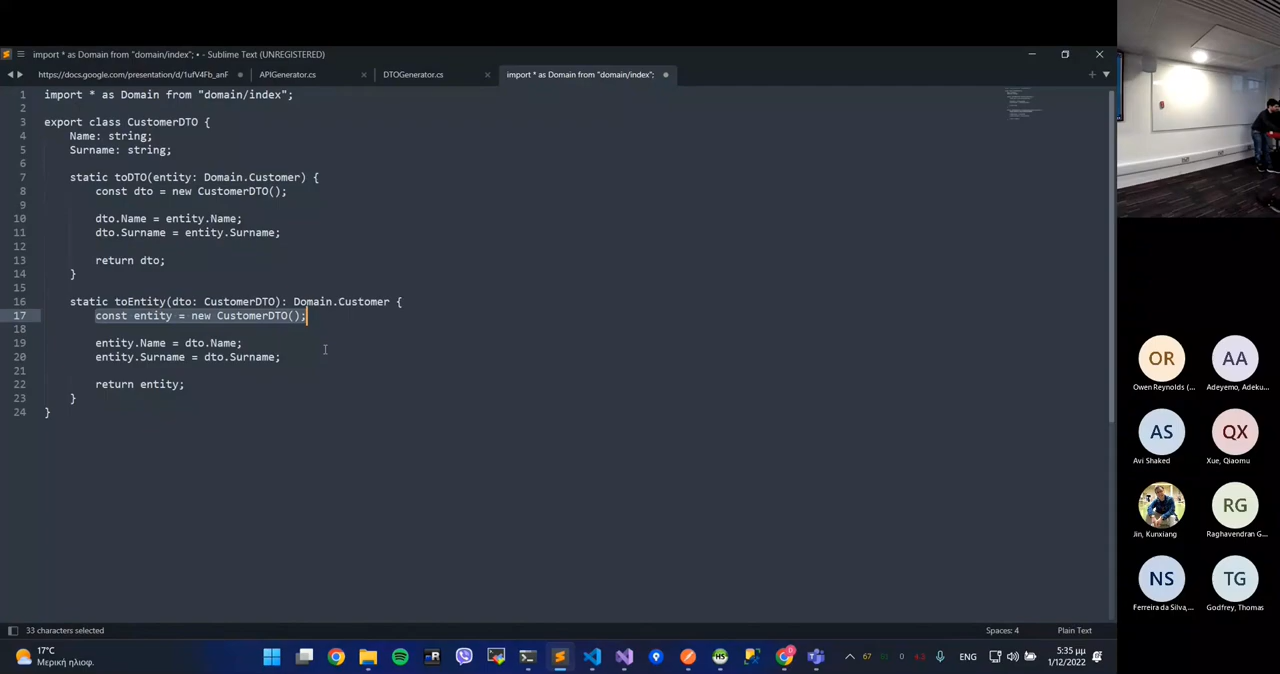 import * as Domain from "domain/index"; • - Sublime Text (UNREGISTERED)
https://docs.google.com/presentation/d/1ufV4Fb_anF
APIGenerator.cs
DTOGenerator.cs
import * as Domain from "domain/index";
1 import * as Domain from "domain/index";
2
3 export class CustomerDTO {
4 Name: string;
5 Surname: string;
6
7 static toDTO(entity: Domain.Customer) {
8 const dto = new CustomerDTO();
9
10 dto.Name = entity.Name;
11 dto.Surname = entity.Surname;
12
13 return dto;
14 }
15
16 static toEntity(dto: CustomerDTO): Domain.Customer {
17 const entity = new CustomerDTO();
18
19 entity.Name = dto.Name;
20 entity.Surname = dto.Surname;
21
22 return entity;
23 }
24 }
OR
AA
Owen Reynolds (...
Adeyemo, Adeku...
AS
QX
Avi Shaked
Xue, Qiaomu
RG
Jin, Kunxiang
Raghavendran G...
NS
TG
Ferreira da Silva,...
Godfrey, Thomas
33 characters selected
Spaces: 4
Plain Text
17°C
Μερική ηλιοφ.
67
0
ENG
5:35 μμ
1/12/2022